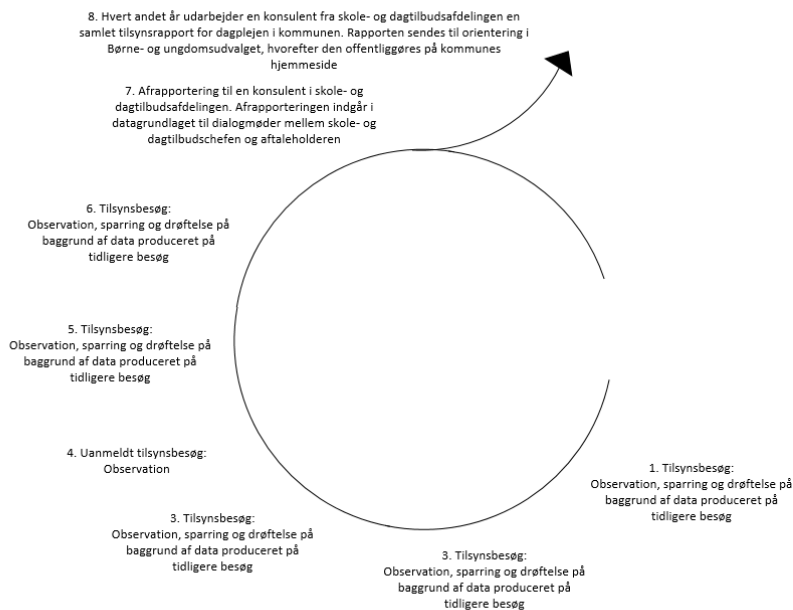 8. Hvert andet år udarbejder en konsulent fra skole- og dagtilbudsafdelingen en
samlet tilsynsrapport for dagplejen i kommunen. Rapporten sendes til orientering i
Børne- og ungdomsudvalget, hvorefter den offentliggøres på kommunes
hjemmeside
7. Afrapportering til en konsulent i skole- og
dagtilbudsafdelingen. Afrapporteringen indgår i
datagrundlaget til dialogmøder mellem skole- og
dagtilbudschefen og aftaleholderen
6. Tilsynsbesøg:
Observation, sparring og drøftelse på
baggrund af data produceret på
tidligere besøg
5. Tilsynsbesøg:
Observation, sparring og drøftelse på
baggrund af data produceret på
tidligere besøg
4. Uanmeldt tilsynsbesøg:
Observation
3. Tilsynsbesøg:
Observation, sparring og drøftelse på
baggrund af data produceret på
tidligere besøg
3. Tilsynsbesøg:
Observation, sparring og drøftelse på
baggrund af data produceret på
tidligere besøg
1. Tilsynsbesøg:
Observation, sparring og drøftelse på
baggrund af data produceret på
tidligere besøg